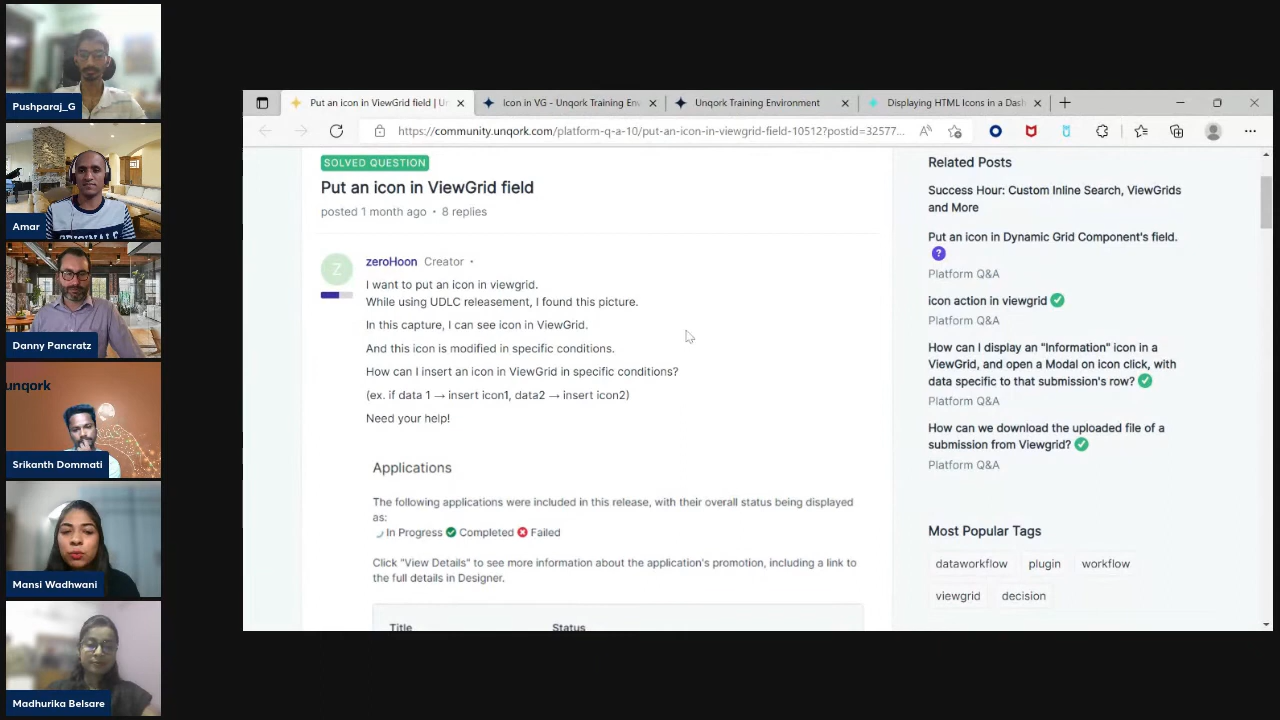 Pushparaj_G
Amar
ORIGINALS
Danny Pancratz
unqork
Srikanth Dommati
Mansi Wadhwani
Madhurika Belsare
Put an icon in ViewGrid field | Ur
Icon in VG - Unqork Training Env
Unqork Training Environment
Displaying HTML Icons in a Dash
https://community.unqork.com/platform-q-a-10/put-an-icon-in-viewgrid-field-10512?postid=32577...
SOLVED QUESTION
Put an icon in ViewGrid field
posted 1 month ago • 8 replies
Z
zeroHoon Creator •
I want to put an icon in viewgrid.
While using UDLC releasement, I found this picture.
In this capture, I can see icon in ViewGrid.
And this icon is modified in specific conditions.
How can I insert an icon in ViewGrid in specific conditions?
(ex. if data 1 → insert icon1, data2 → insert icon2)
Need your help!
Applications
The following applications were included in this release, with their overall status being displayed
as:
In Progress Completed Failed
Click "View Details" to see more information about the application's promotion, including a link to
the full details in Designer.
Title Status
Related Posts
Success Hour: Custom Inline Search, ViewGrids
and More
Put an icon in Dynamic Grid Component's field.
?
Platform Q&A
icon action in viewgrid
Platform Q&A
How can I display an "Information" icon in a
ViewGrid, and open a Modal on icon click, with
data specific to that submission's row?
Platform Q&A
How can we download the uploaded file of a
submission from Viewgrid?
Platform Q&A
Most Popular Tags
dataworkflow plugin workflow
viewgrid decision